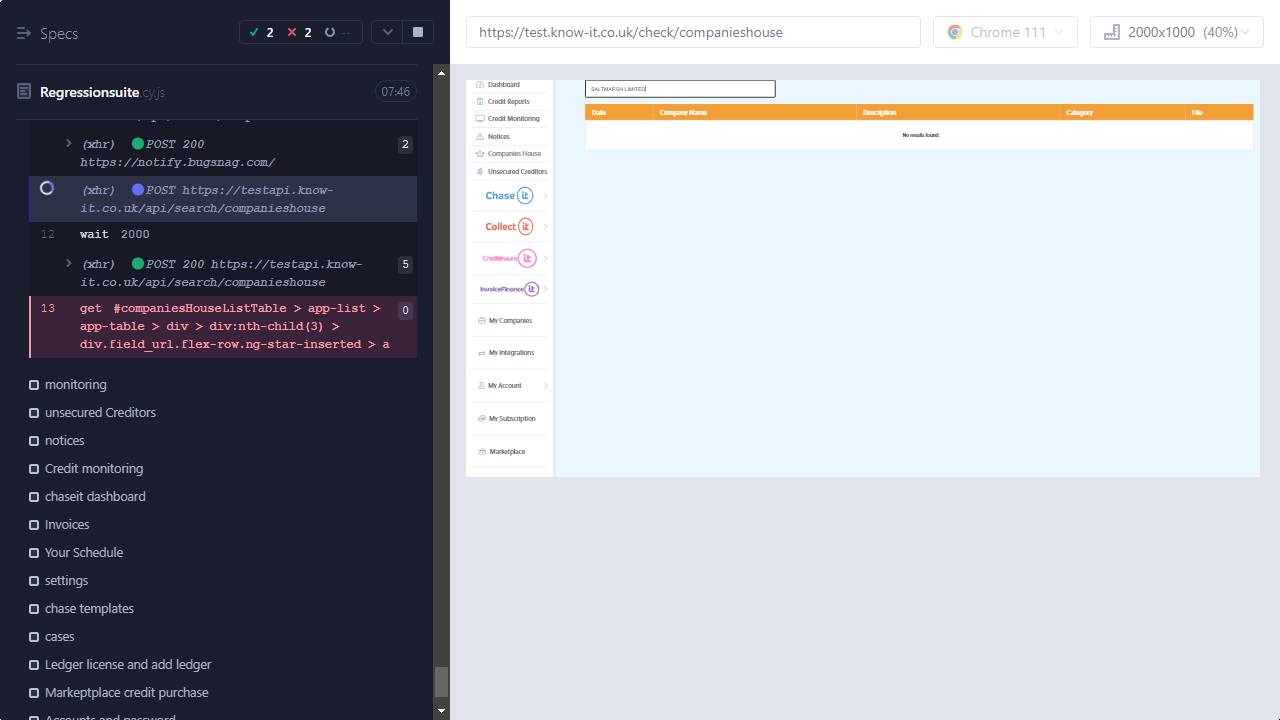 Specs
2
2
--
Regressionsuite.cy.js
07:46
(xhr) POST 200
https://notify.bugsnag.com/
2
(xhr) POST https://testapi.know-
it.co.uk/api/search/companieshouse
12 wait 2000
(xhr) POST 200 https://testapi.know-
it.co.uk/api/search/companieshouse
5
13 get #companiesHouseListTable > app-list >
app-table > div > div:nth-child(3) >
div.field_url.flex-row.ng-star-inserted > a
0
monitoring
unsecured Creditors
notices
Credit monitoring
chaseit dashboard
Invoices
Your Schedule
settings
chase templates
cases
Ledger license and add ledger
Markeptplace credit purchase
Accounts and password
https://test.know-it.co.uk/check/companieshouse
Chrome 111
2000x1000 (40%)
Dashboard
Credit Reports
Credit Monitoring
Notices
Companies House
Unsecured Creditors
Chase it
Collect it
CreditInsure it
InvoiceFinance it
My Companies
My Integrations
My Account
My Subscription
Marketplace
SALTMARSH LIMITED
Date Company Name Description Category File
No results found.